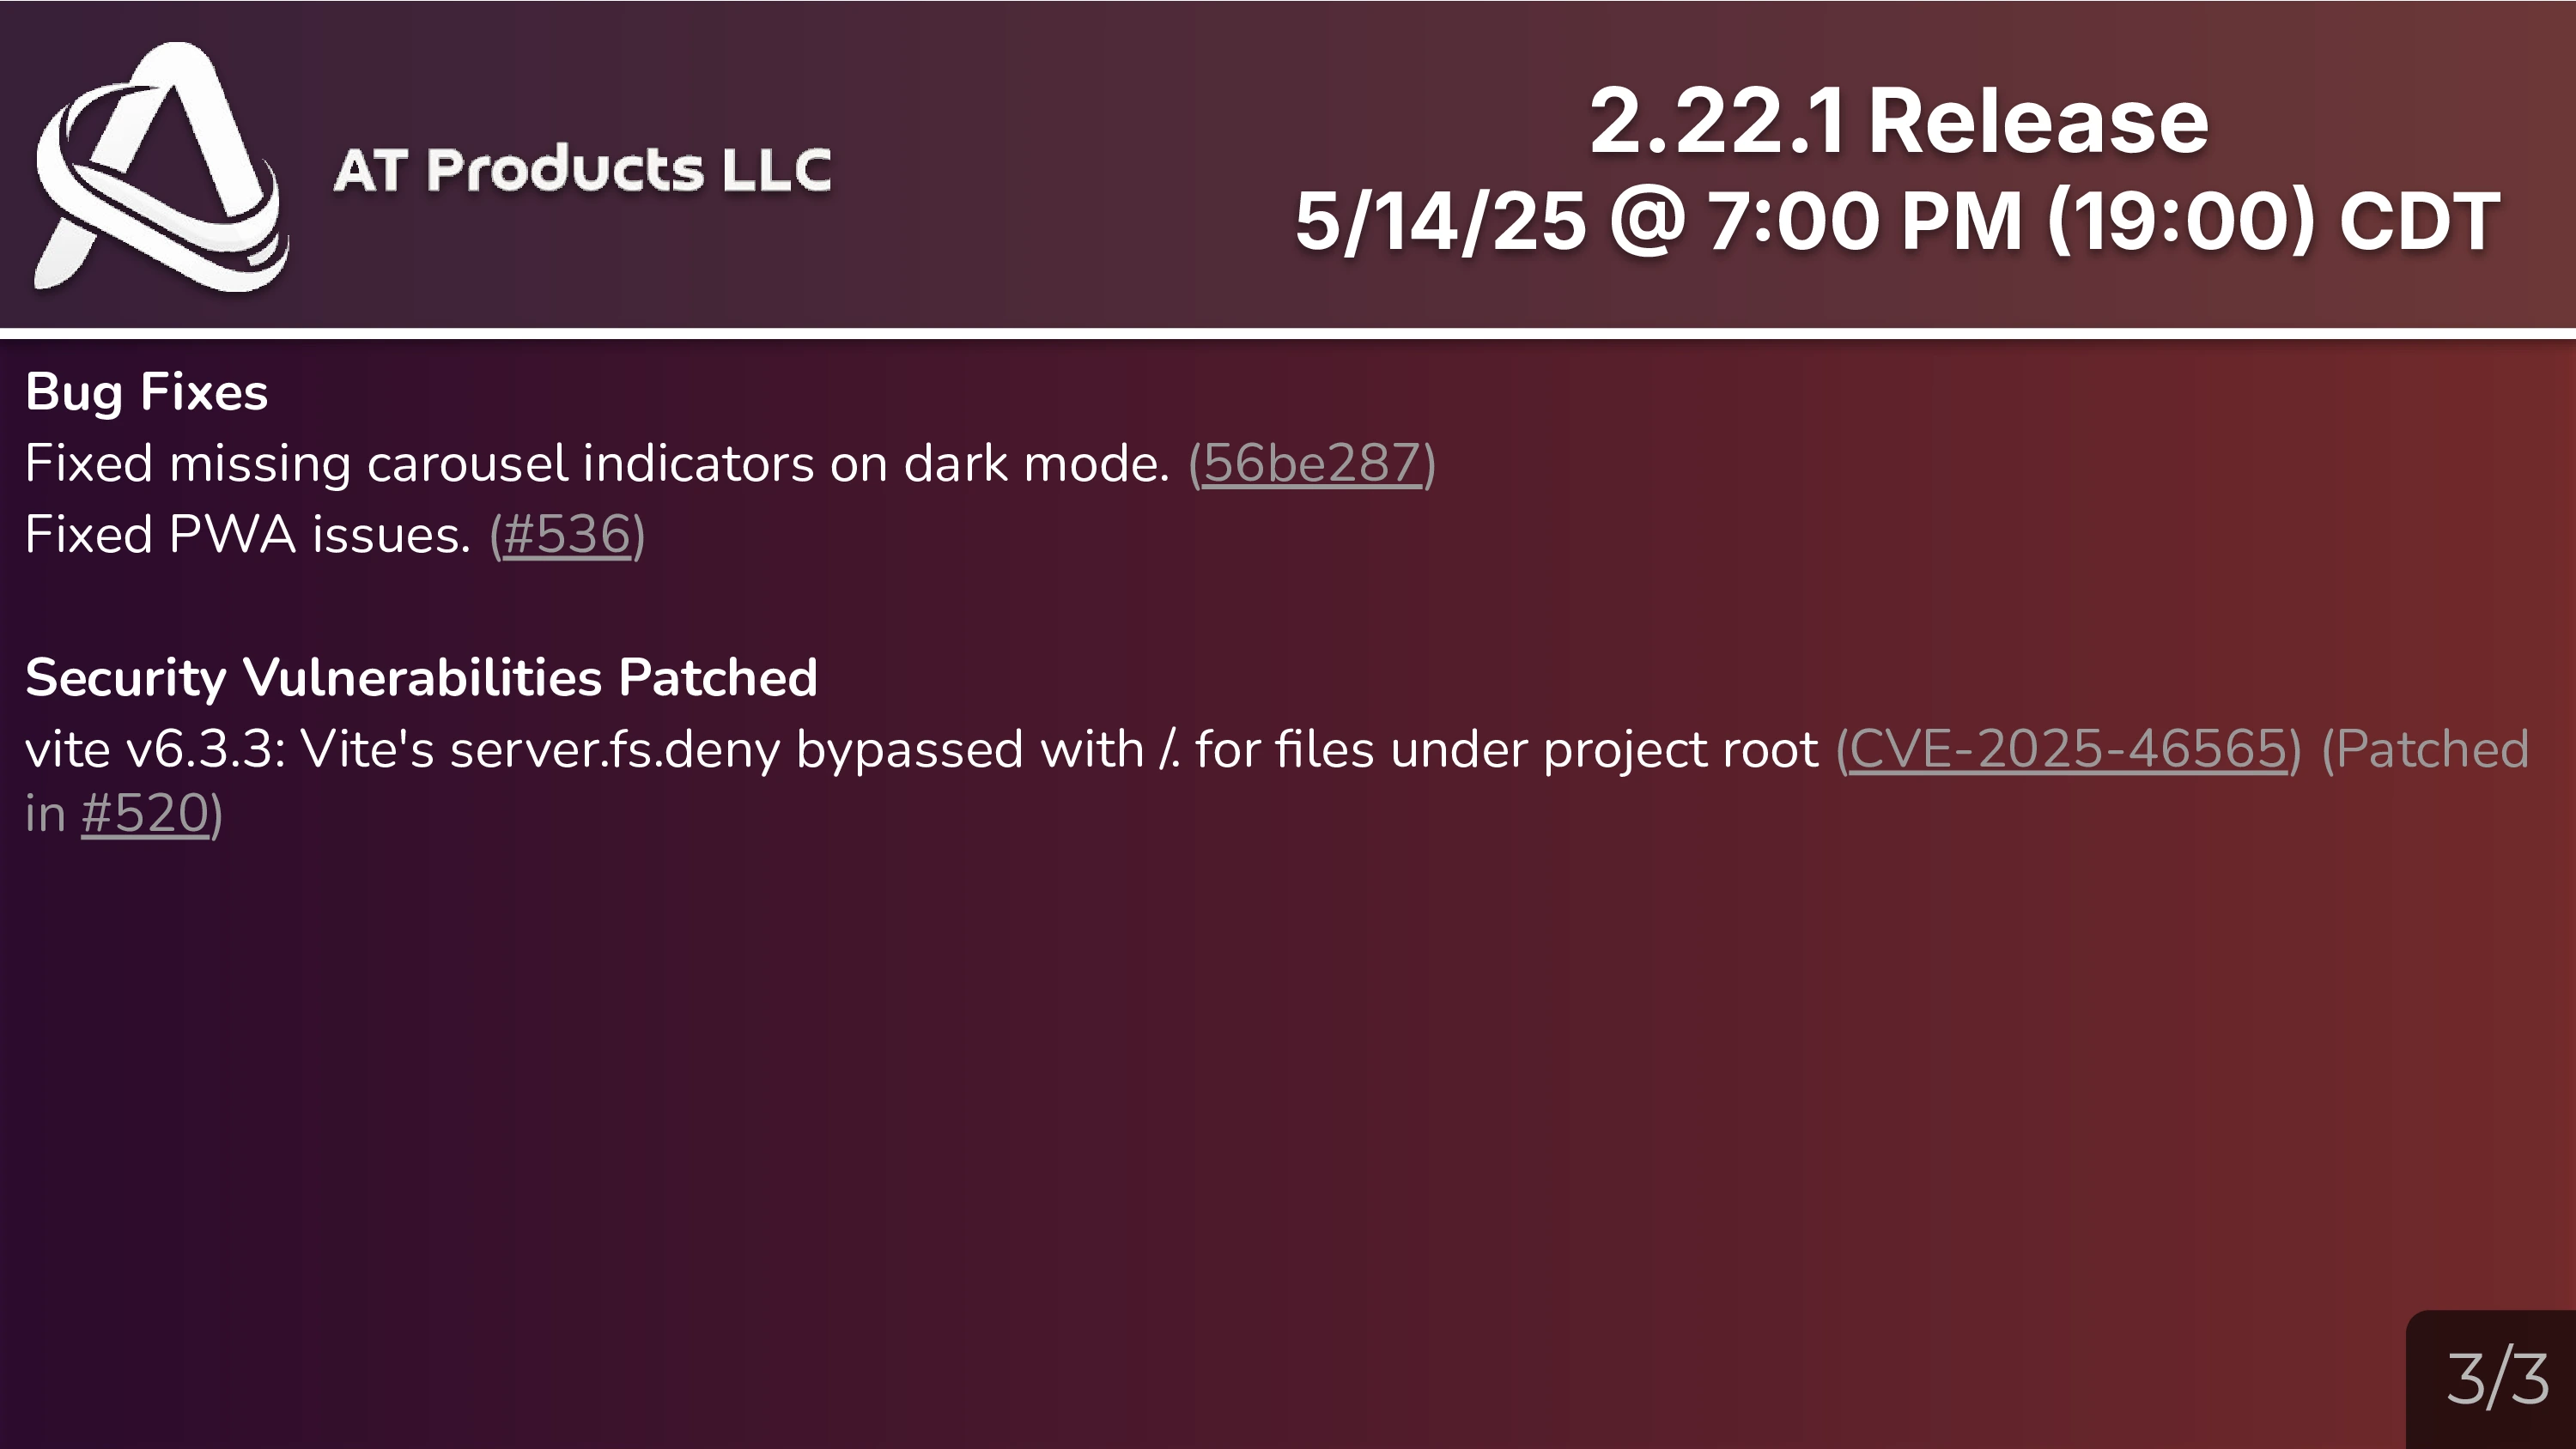 AT Products LLC
2.22.1 Release
5/14/25 @ 7:00 PM (19:00) CDT
Bug Fixes
Fixed missing carousel indicators on dark mode. (56be287)
Fixed PWA issues. (#536)
Security Vulnerabilities Patched
vite v6.3.3: Vite's server.fs.deny bypassed with /. for files under project root (CVE-2025-46565) (Patched
in #520)
3/3